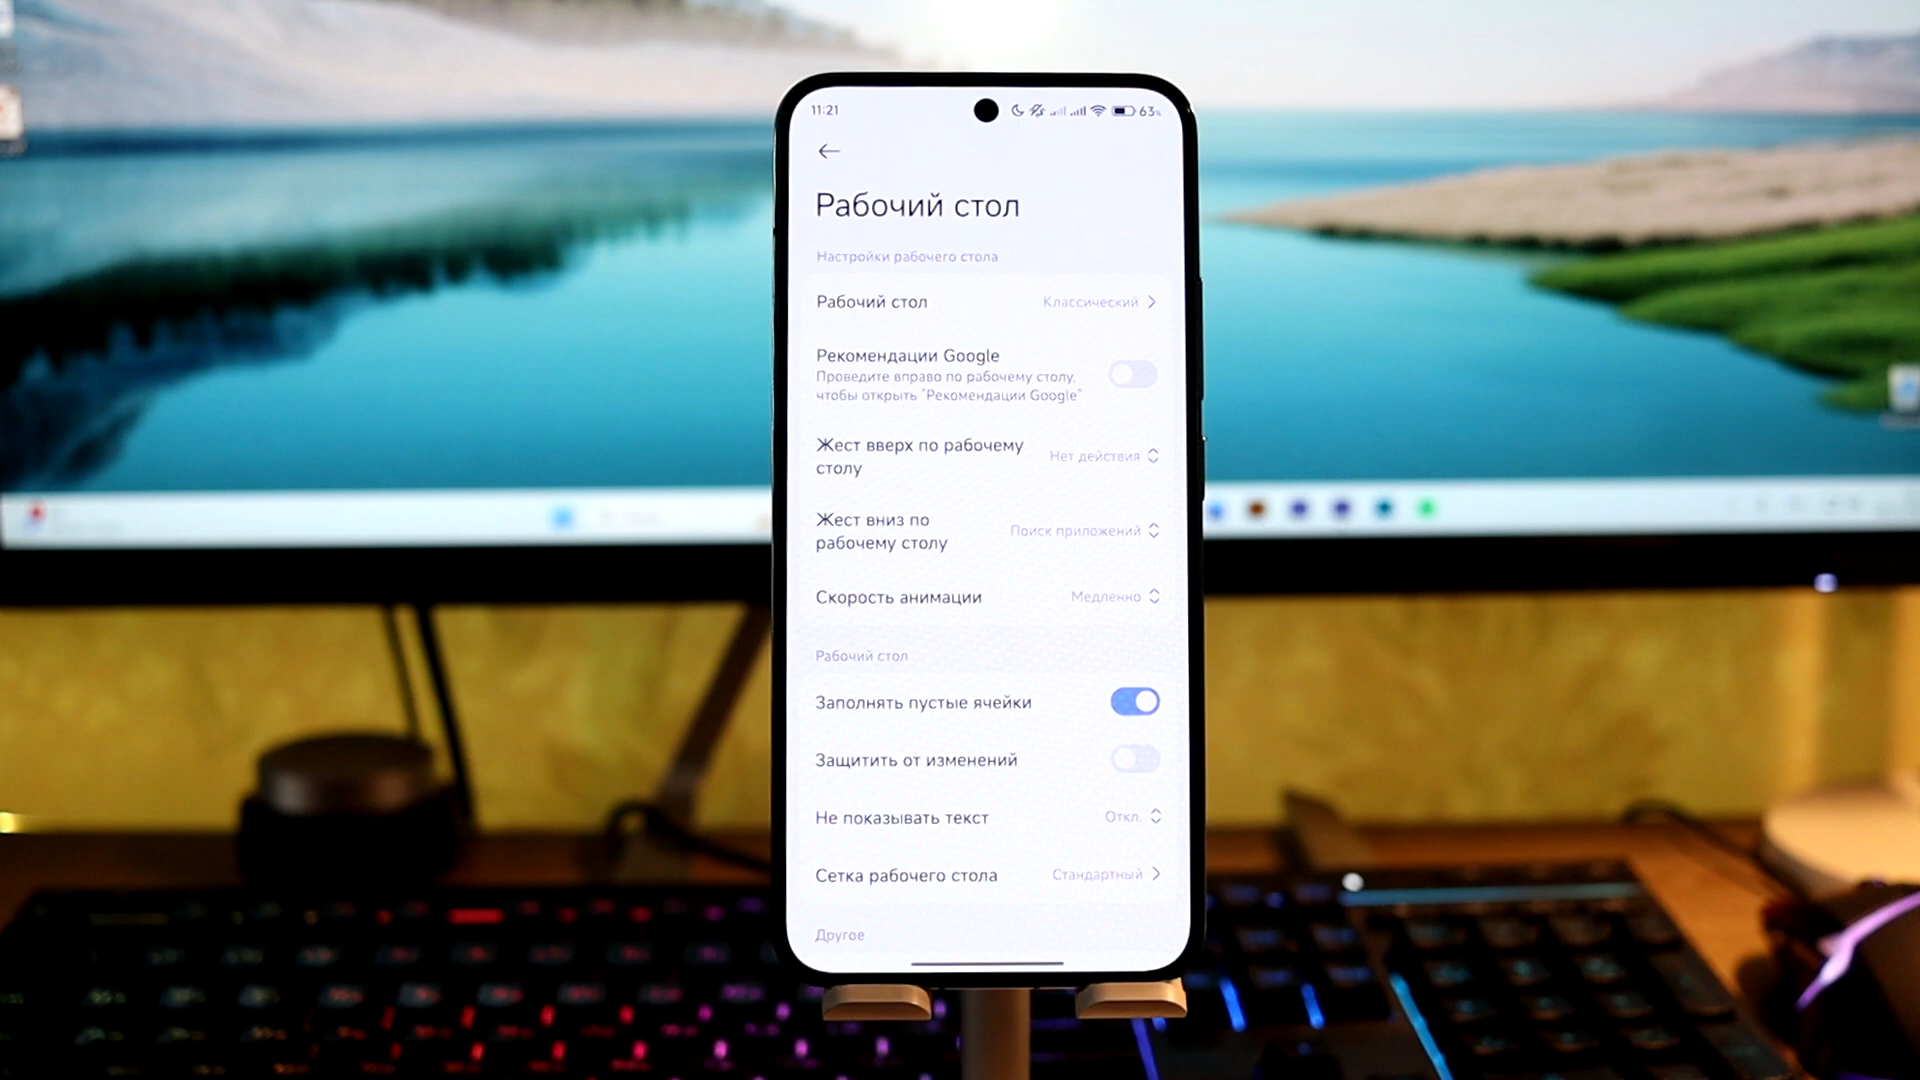 11:21
63%
Рабочий стол
Настройки рабочего стола
Рабочий стол Классический
Рекомендации Google
Проведите вправо по рабочему столу,
чтобы открыть "Рекомендации Google"
Жест вверх по рабочему
столу
Нет действия
Жест вниз по
рабочему столу
Поиск приложений
Скорость анимации Медленно
Рабочий стол
Заполнять пустые ячейки
Защитить от изменений
Не показывать текст Откл.
Сетка рабочего стола Стандартный
Другое